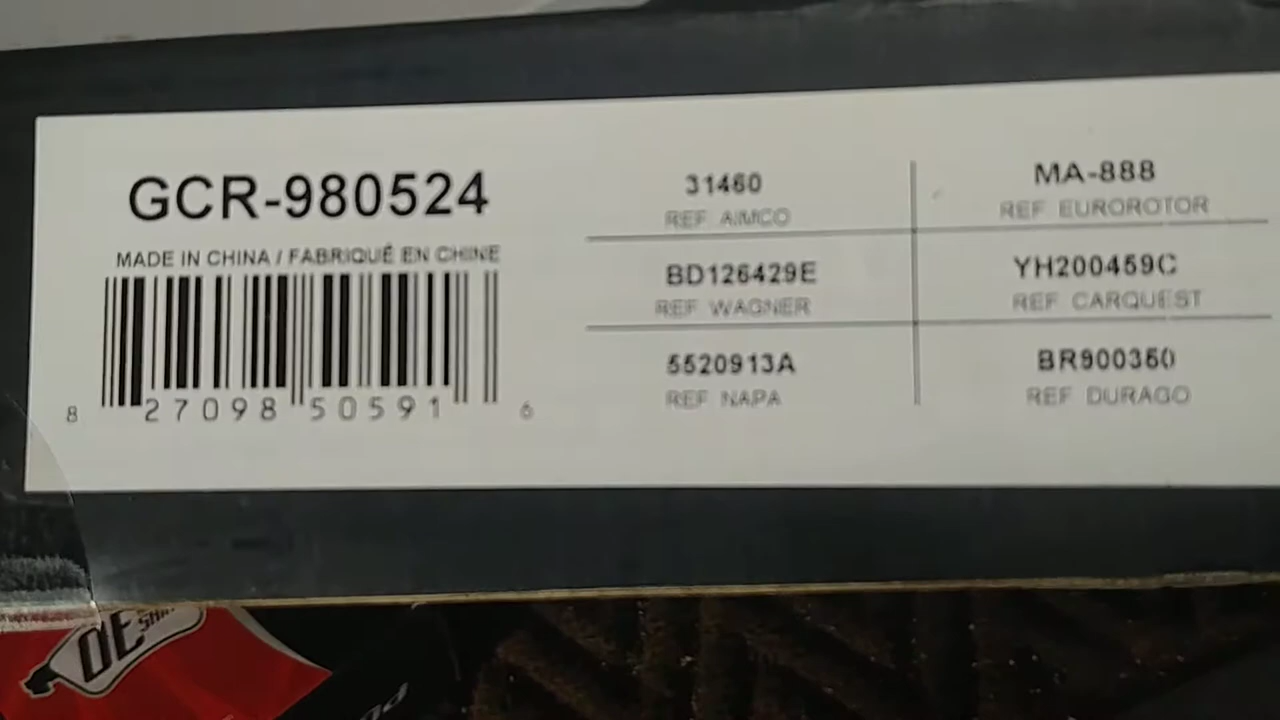 GCR-980524
MADE IN CHINA / FABRIQUÉ EN CHINE
8 27098 50591 6
31460
REF AIMCO
MA-888
REF EUROROTOR
BD126429E
REF WAGNER
YH200459C
REF CARQUEST
5520913A
REF NAPA
BR900350
REF DURAGO
OE